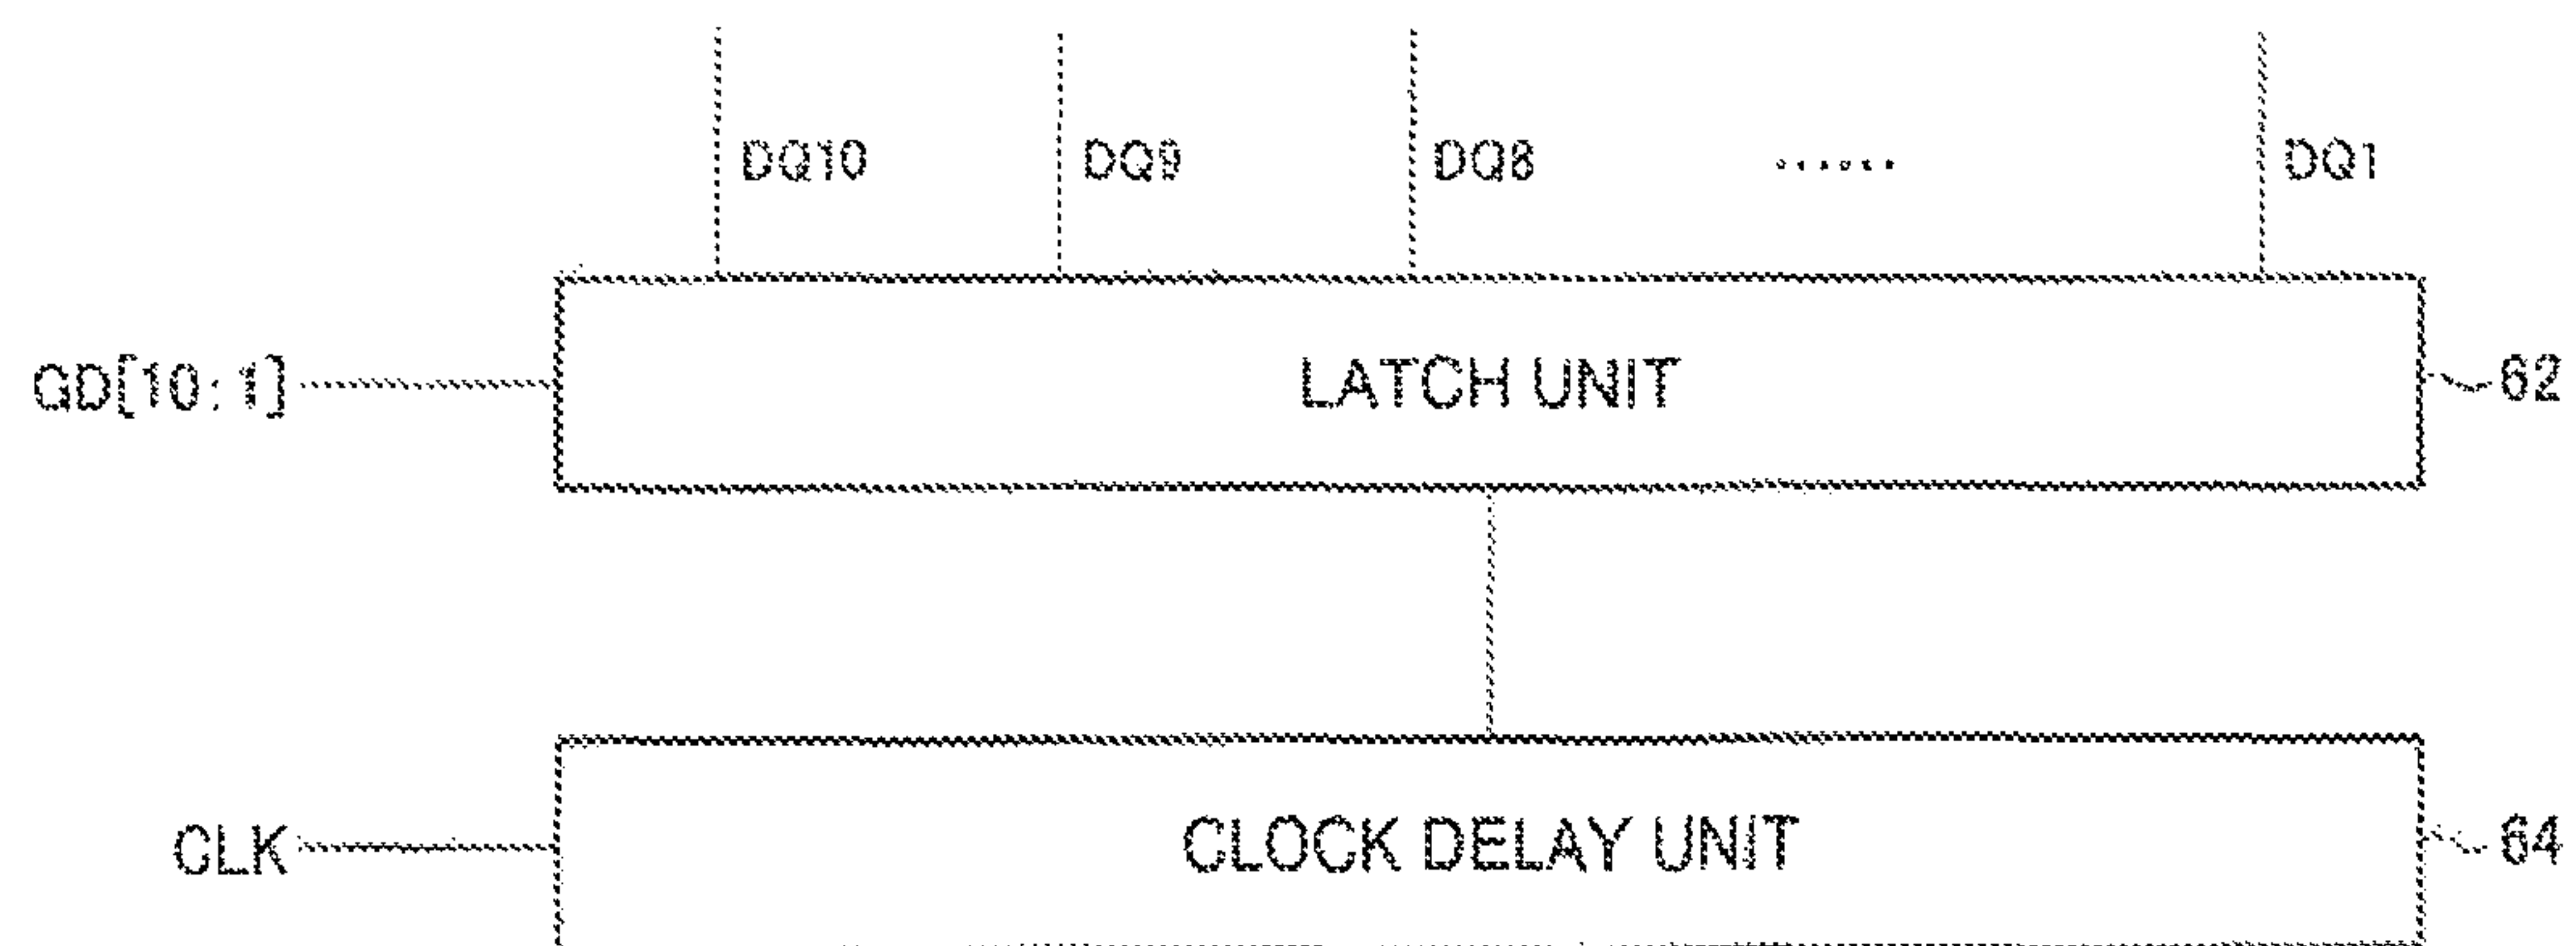 DQ10 DQ9 DQ8 ...... DQ1
GD[10:1] LATCH UNIT 62
CLK CLOCK DELAY UNIT 64